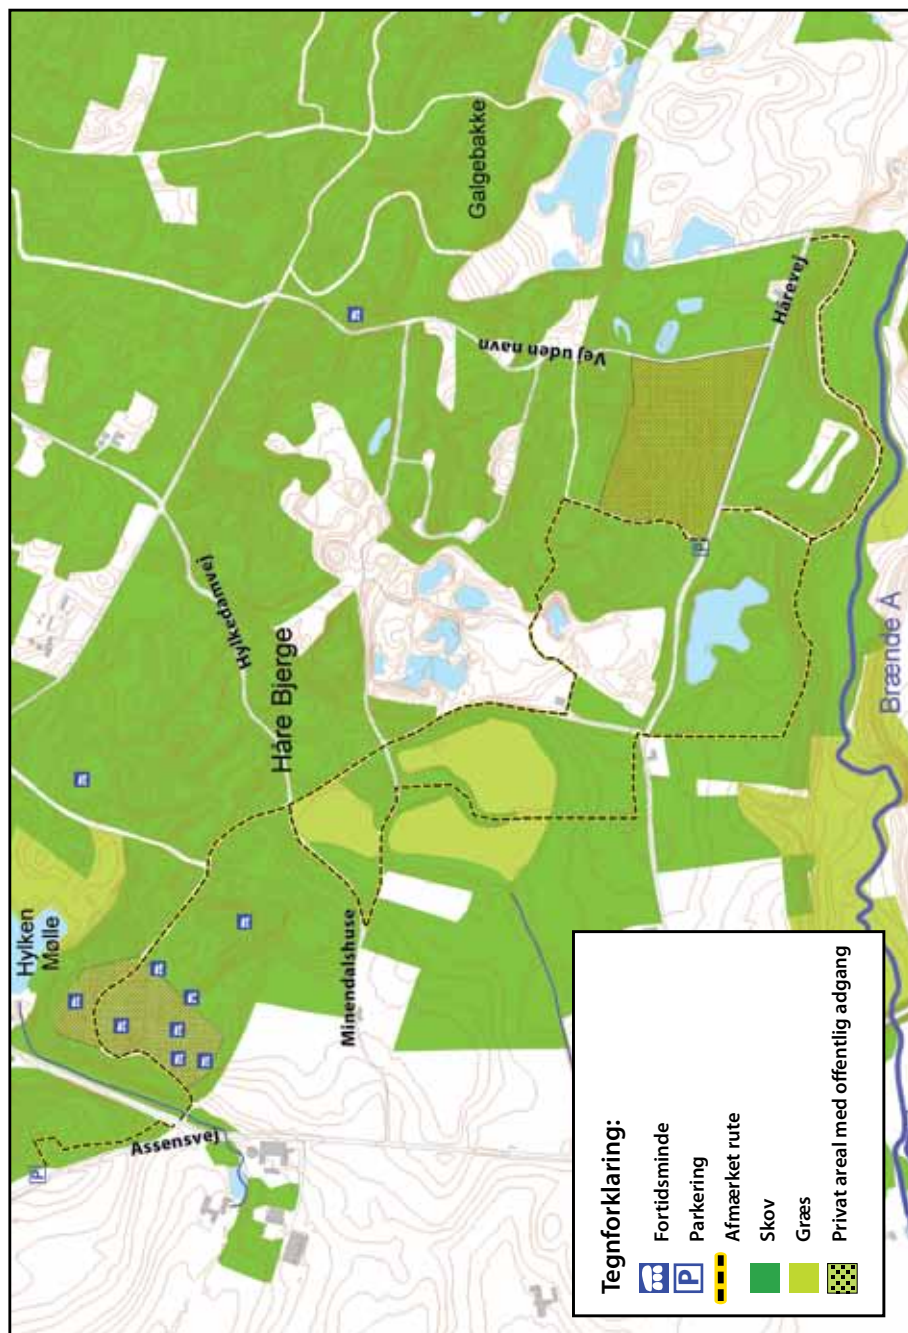 Hylken
Mølle
Galgebakke
Hylkedamvej
Håre Bjerge
Vej uden navn
Hårevej
Minendalshuse
Assensvej
Brænde Å
P
P
Tegnforklaring:
Fortidsminde
P Parkering
Afmærket rute
Skov
Græs
Privat areal med offentlig adgang